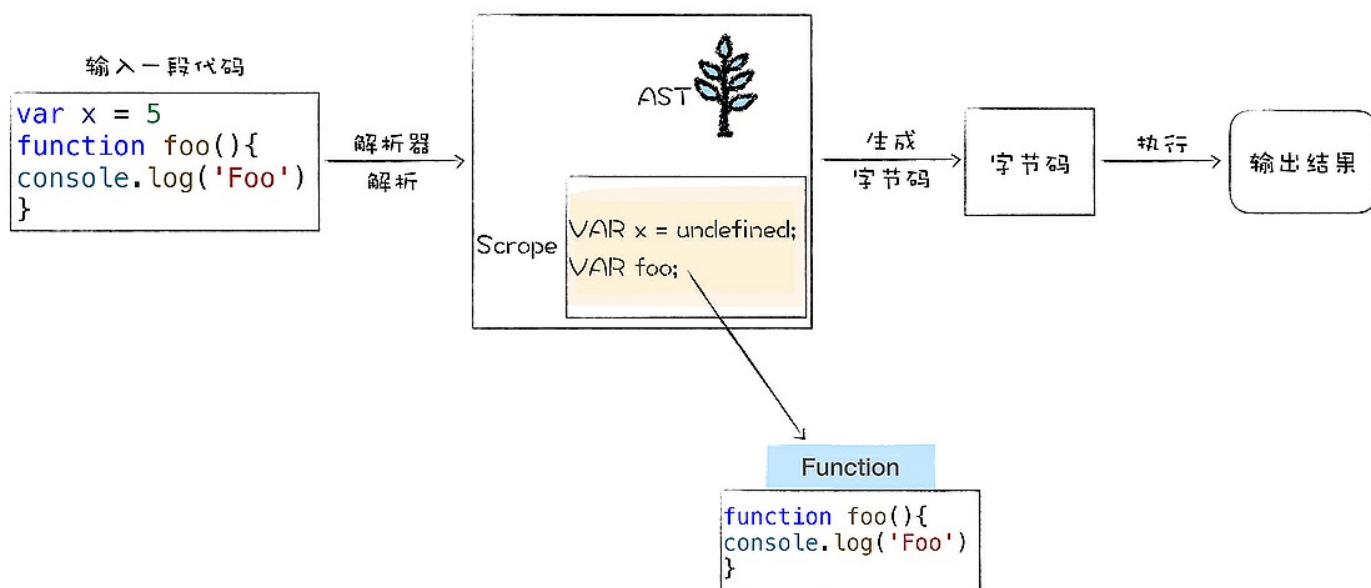 输入一段代码
var x = 5
function foo(){
console.log('Foo')
}
解析器
解析
AST
Scrope
VAR x = undefined;
VAR foo;
生成
字节码
字节码
执行
输出结果
Function
function foo(){
console.log('Foo')
}